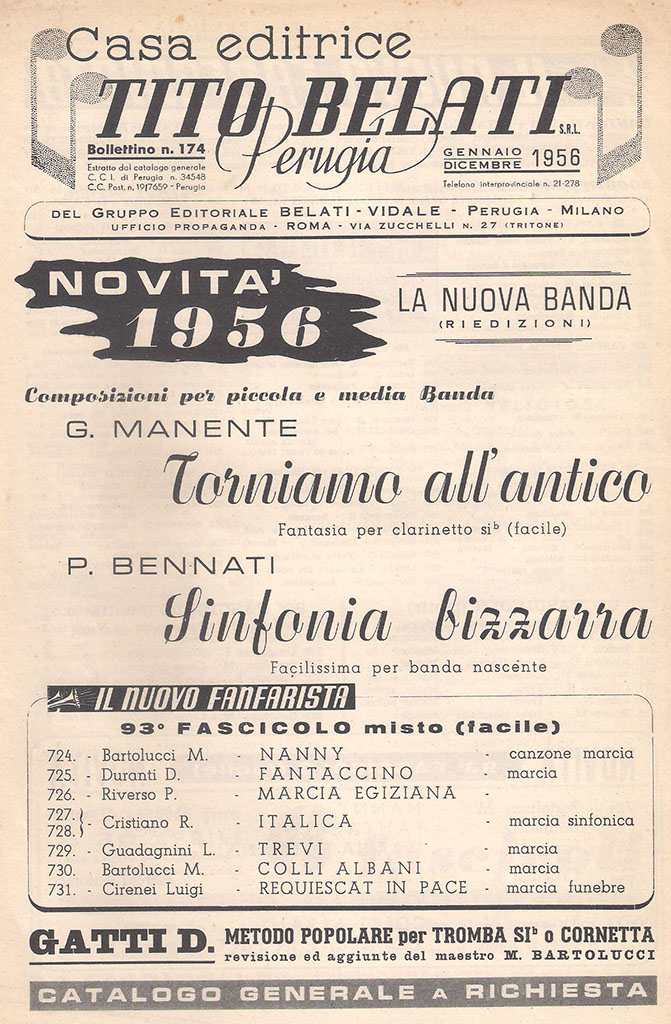 Casa editrice
TITO BELATI S.R.L.
Perugia
Bollettino n. 174
Estratto dal catalogo generale
C. C. I. di Perugia n. 34548
C.C. Post. n. 19/7659 - Perugia
GENNAIO
DICEMBRE 1956
Telefono interprovinciale n. 21-278
DEL GRUPPO EDITORIALE BELATI - VIDALE - PERUGIA - MILANO
UFFICIO PROPAGANDA - ROMA - VIA ZUCCHELLI N. 27 (TRITONE)
NOVITA'
1956
LA NUOVA BANDA
(RIEDIZIONI)
Composizioni per piccola e media Banda
G. MANENTE
Torniamo all'antico
Fantasia per clarinetto si♭ (facile)
P. BENNATI
Sinfonia bizzarra
Facilissima per banda nascente
IL NUOVO FANFARISTA
93° FASCICOLO misto (facile)
724. - Bartolucci M. - NANNY - canzone marcia
725. - Duranti D. - FANTACCINO - marcia
726. - Riverso P. - MARCIA EGIZIANA -
727. 728. } - Cristiano R. - ITALICA - marcia sinfonica
729. - Guadagnini L. - TREVI - marcia
730. - Bartolucci M. - COLLI ALBANI - marcia
731. - Cirenei Luigi - REQUIESCAT IN PACE - marcia funebre
GATTI D. METODO POPOLARE per TROMBA SI♭ o CORNETTA
revisione ed aggiunte del maestro M. BARTOLUCCI
CATALOGO GENERALE A RICHIESTA